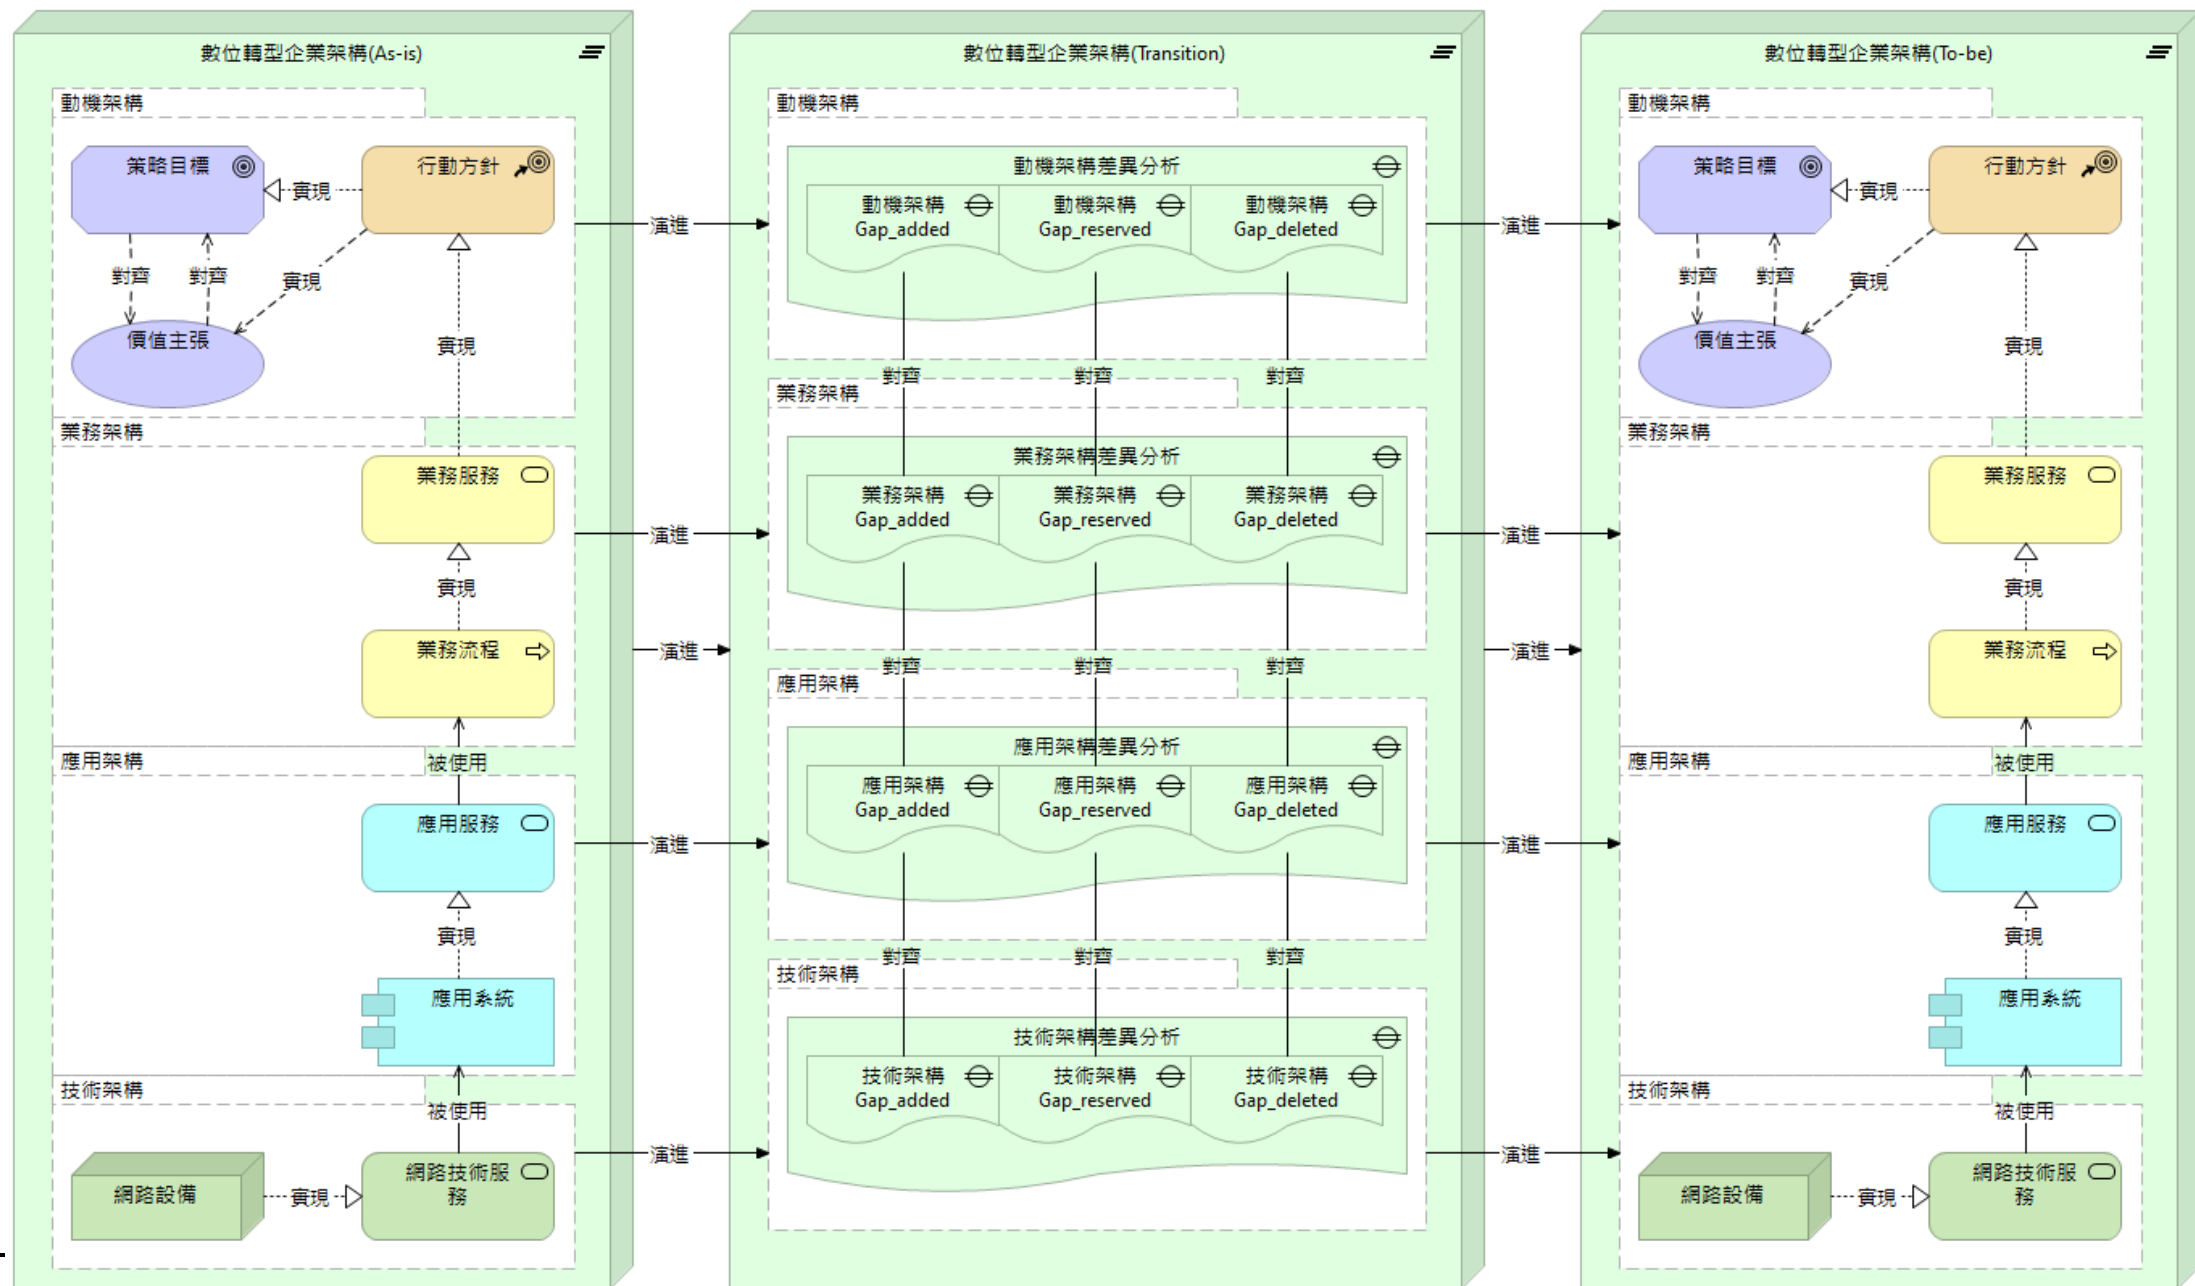 數位轉型企業架構(As-is)
動機架構
策略目標
行動方針
實現
對齊
對齊
實現
價值主張
實現
業務架構
業務服務
實現
業務流程
應用架構
被使用
應用服務
實現
應用系統
技術架構
被使用
網路設備
實現
網路技術服
務
演進
演進
演進
演進
演進
數位轉型企業架構(Transition)
動機架構
動機架構差異分析
動機架構
Gap_added
動機架構
Gap_reserved
動機架構
Gap_deleted
對齊
對齊
對齊
業務架構
業務架構差異分析
業務架構
Gap_added
業務架構
Gap_reserved
業務架構
Gap_deleted
對齊
對齊
對齊
應用架構
應用架構差異分析
應用架構
Gap_added
應用架構
Gap_reserved
應用架構
Gap_deleted
對齊
對齊
對齊
技術架構
技術架構差異分析
技術架構
Gap_added
技術架構
Gap_reserved
技術架構
Gap_deleted
演進
演進
演進
演進
演進
數位轉型企業架構(To-be)
動機架構
策略目標
行動方針
實現
對齊
對齊
實現
價值主張
實現
業務架構
業務服務
實現
業務流程
應用架構
被使用
應用服務
實現
應用系統
技術架構
被使用
網路設備
實現
網路技術服
務